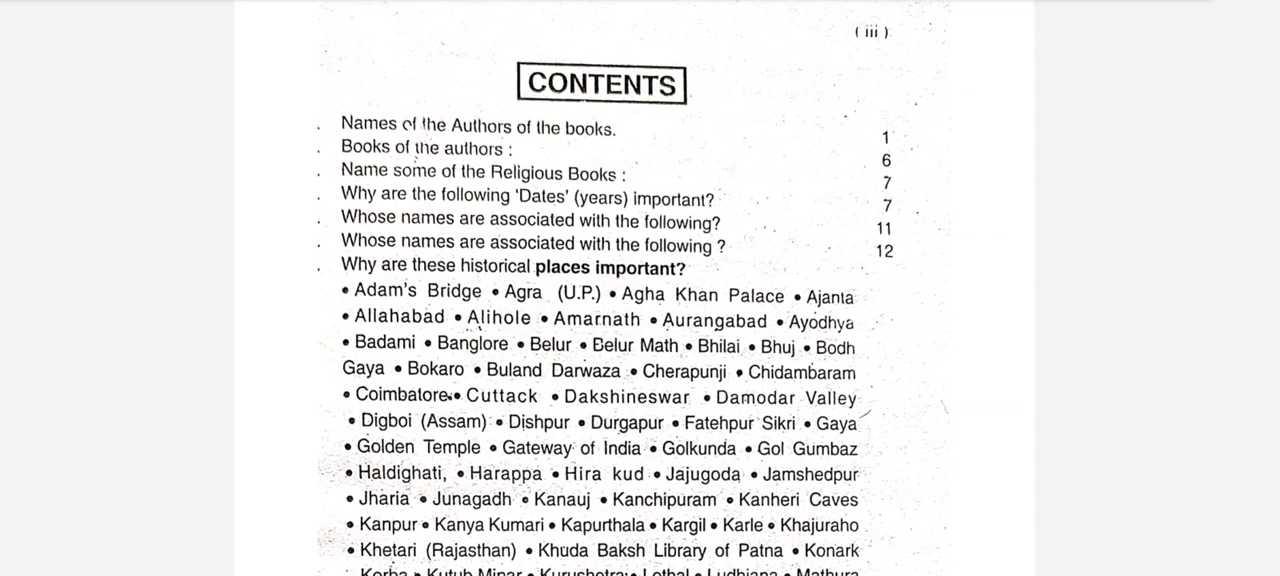 ( iii )
CONTENTS
. Names of the Authors of the books. 1
. Books of the authors : 6
. Name some of the Religious Books : 7
. Why are the following 'Dates' (years) important? 7
. Whose names are associated with the following? 11
. Whose names are associated with the following ? 12
. Why are these historical places important?
• Adam's Bridge • Agra (U.P.) • Agha Khan Palace • Ajanta
• Allahabad • Alihole • Amarnath • Aurangabad • Ayodhya
• Badami • Banglore • Belur • Belur Math • Bhilai • Bhuj • Bodh
Gaya • Bokaro • Buland Darwaza • Cherapunji • Chidambaram
• Coimbatore • Cuttack • Dakshineswar • Damodar Valley
• Digboi (Assam) • Dishpur • Durgapur • Fatehpur Sikri • Gaya
• Golden Temple • Gateway of India • Golkunda • Gol Gumbaz
• Haldighati, • Harappa • Hira kud • Jajugoda • Jamshedpur
• Jharia • Junagadh • Kanauj • Kanchipuram • Kanheri Caves
• Kanpur • Kanya Kumari • Kapurthala • Kargil • Karle • Khajuraho
• Khetari (Rajasthan) • Khuda Baksh Library of Patna • Konark
Korba • Kutub Minar • Kurushetra • Lothal • Ludhiana • Mathura